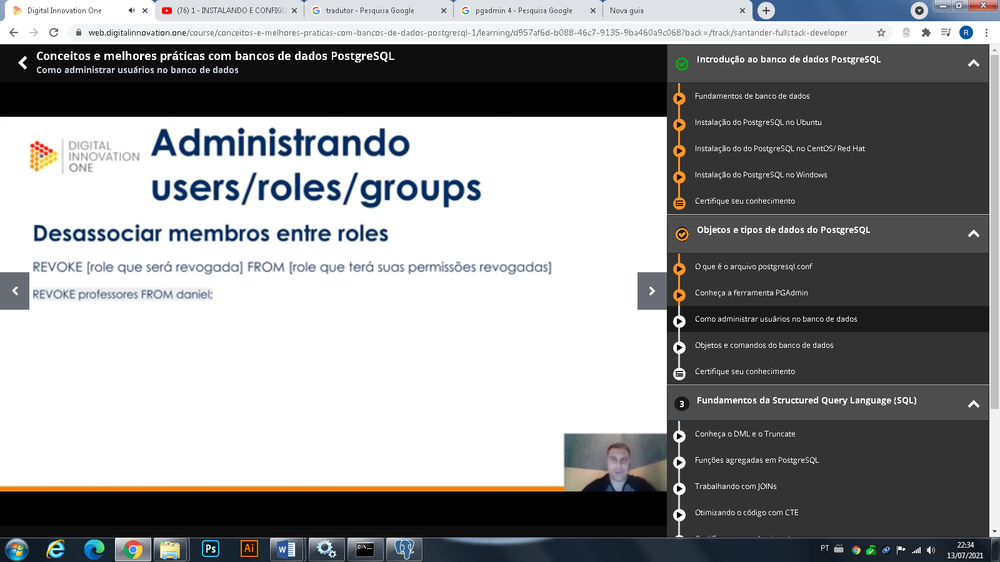 Digital Innovation One
(76) 1 - INSTALANDO E CONFIGU
tradutor - Pesquisa Google
pgadmin 4 - Pesquisa Google
Nova guia
web.digitalinnovation.one/course/conceitos-e-melhores-praticas-com-bancos-de-dados-postgresql-1/learning/d957af6d-b088-46c7-9135-9ba460a9c068?back=/track/santander-fullstack-developer
R
Conceitos e melhores práticas com bancos de dados PostgreSQL
Como administrar usuários no banco de dados
DIGITAL
INNOVATION
ONE
Administrando
users/roles/groups
Desassociar membros entre roles
REVOKE [role que será revogada] FROM [role que terá suas permissões revogadas]
REVOKE professores FROM daniel;
Introdução ao banco de dados PostgreSQL
Fundamentos de banco de dados
Instalação do PostgreSQL no Ubuntu
Instalação do do PostgreSQL no CentOS/ Red Hat
Instalação do PostgreSQL no Windows
Certifique seu conhecimento
Objetos e tipos de dados do PostgreSQL
O que é o arquivo postgresql.conf
Conheça a ferramenta PGAdmin
Como administrar usuários no banco de dados
Objetos e comandos do banco de dados
Certifique seu conhecimento
3
Fundamentos da Structured Query Language (SQL)
Conheça o DML e o Truncate
Funções agregadas em PostgreSQL
Trabalhando com JOINs
Otimizando o código com CTE
Ps
Ai
W
C:\
PT
22:34
13/07/2021